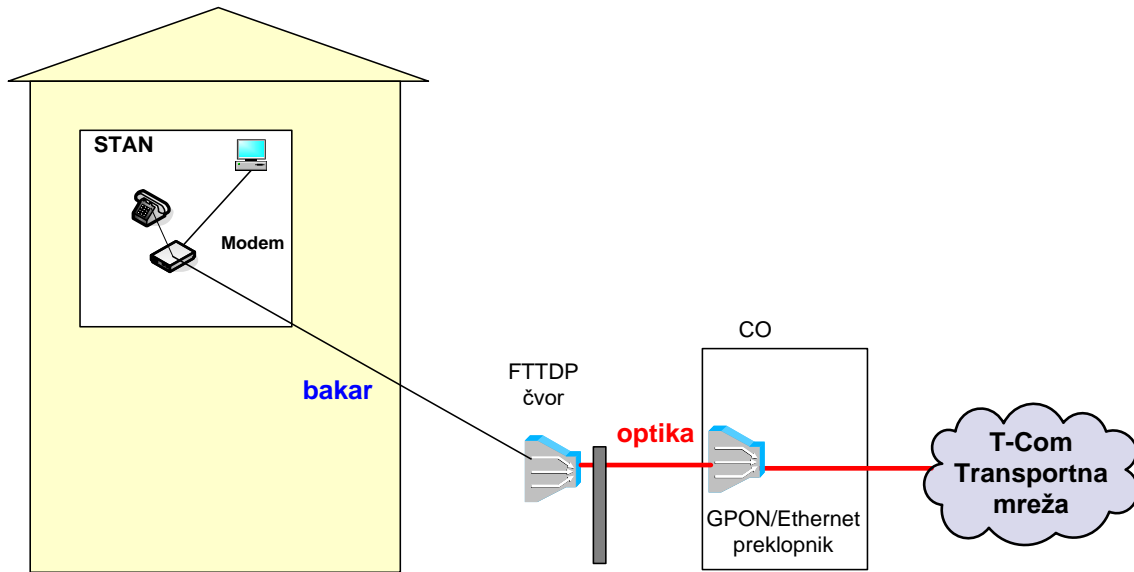 STAN
Modem
bakar
FTTDP
čvor
optika
CO
GPON/Ethernet
preklopnik
T-Com
Transportna
mreža